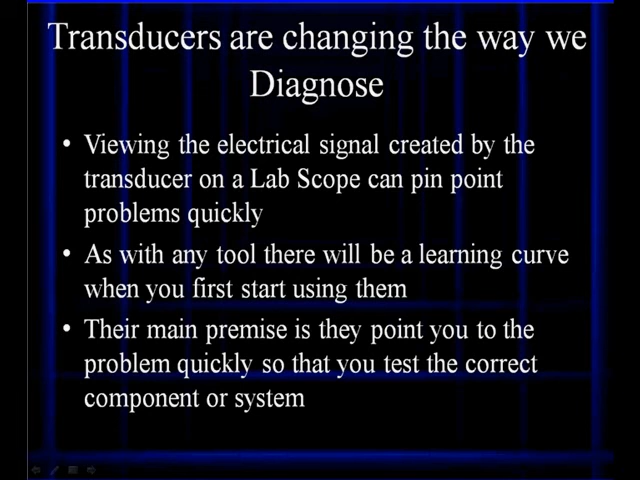 Transducers are changing the way we
Diagnose
• Viewing the electrical signal created by the
transducer on a Lab Scope can pin point
problems quickly
• As with any tool there will be a learning curve
when you first start using them
• Their main premise is they point you to the
problem quickly so that you test the correct
component or system